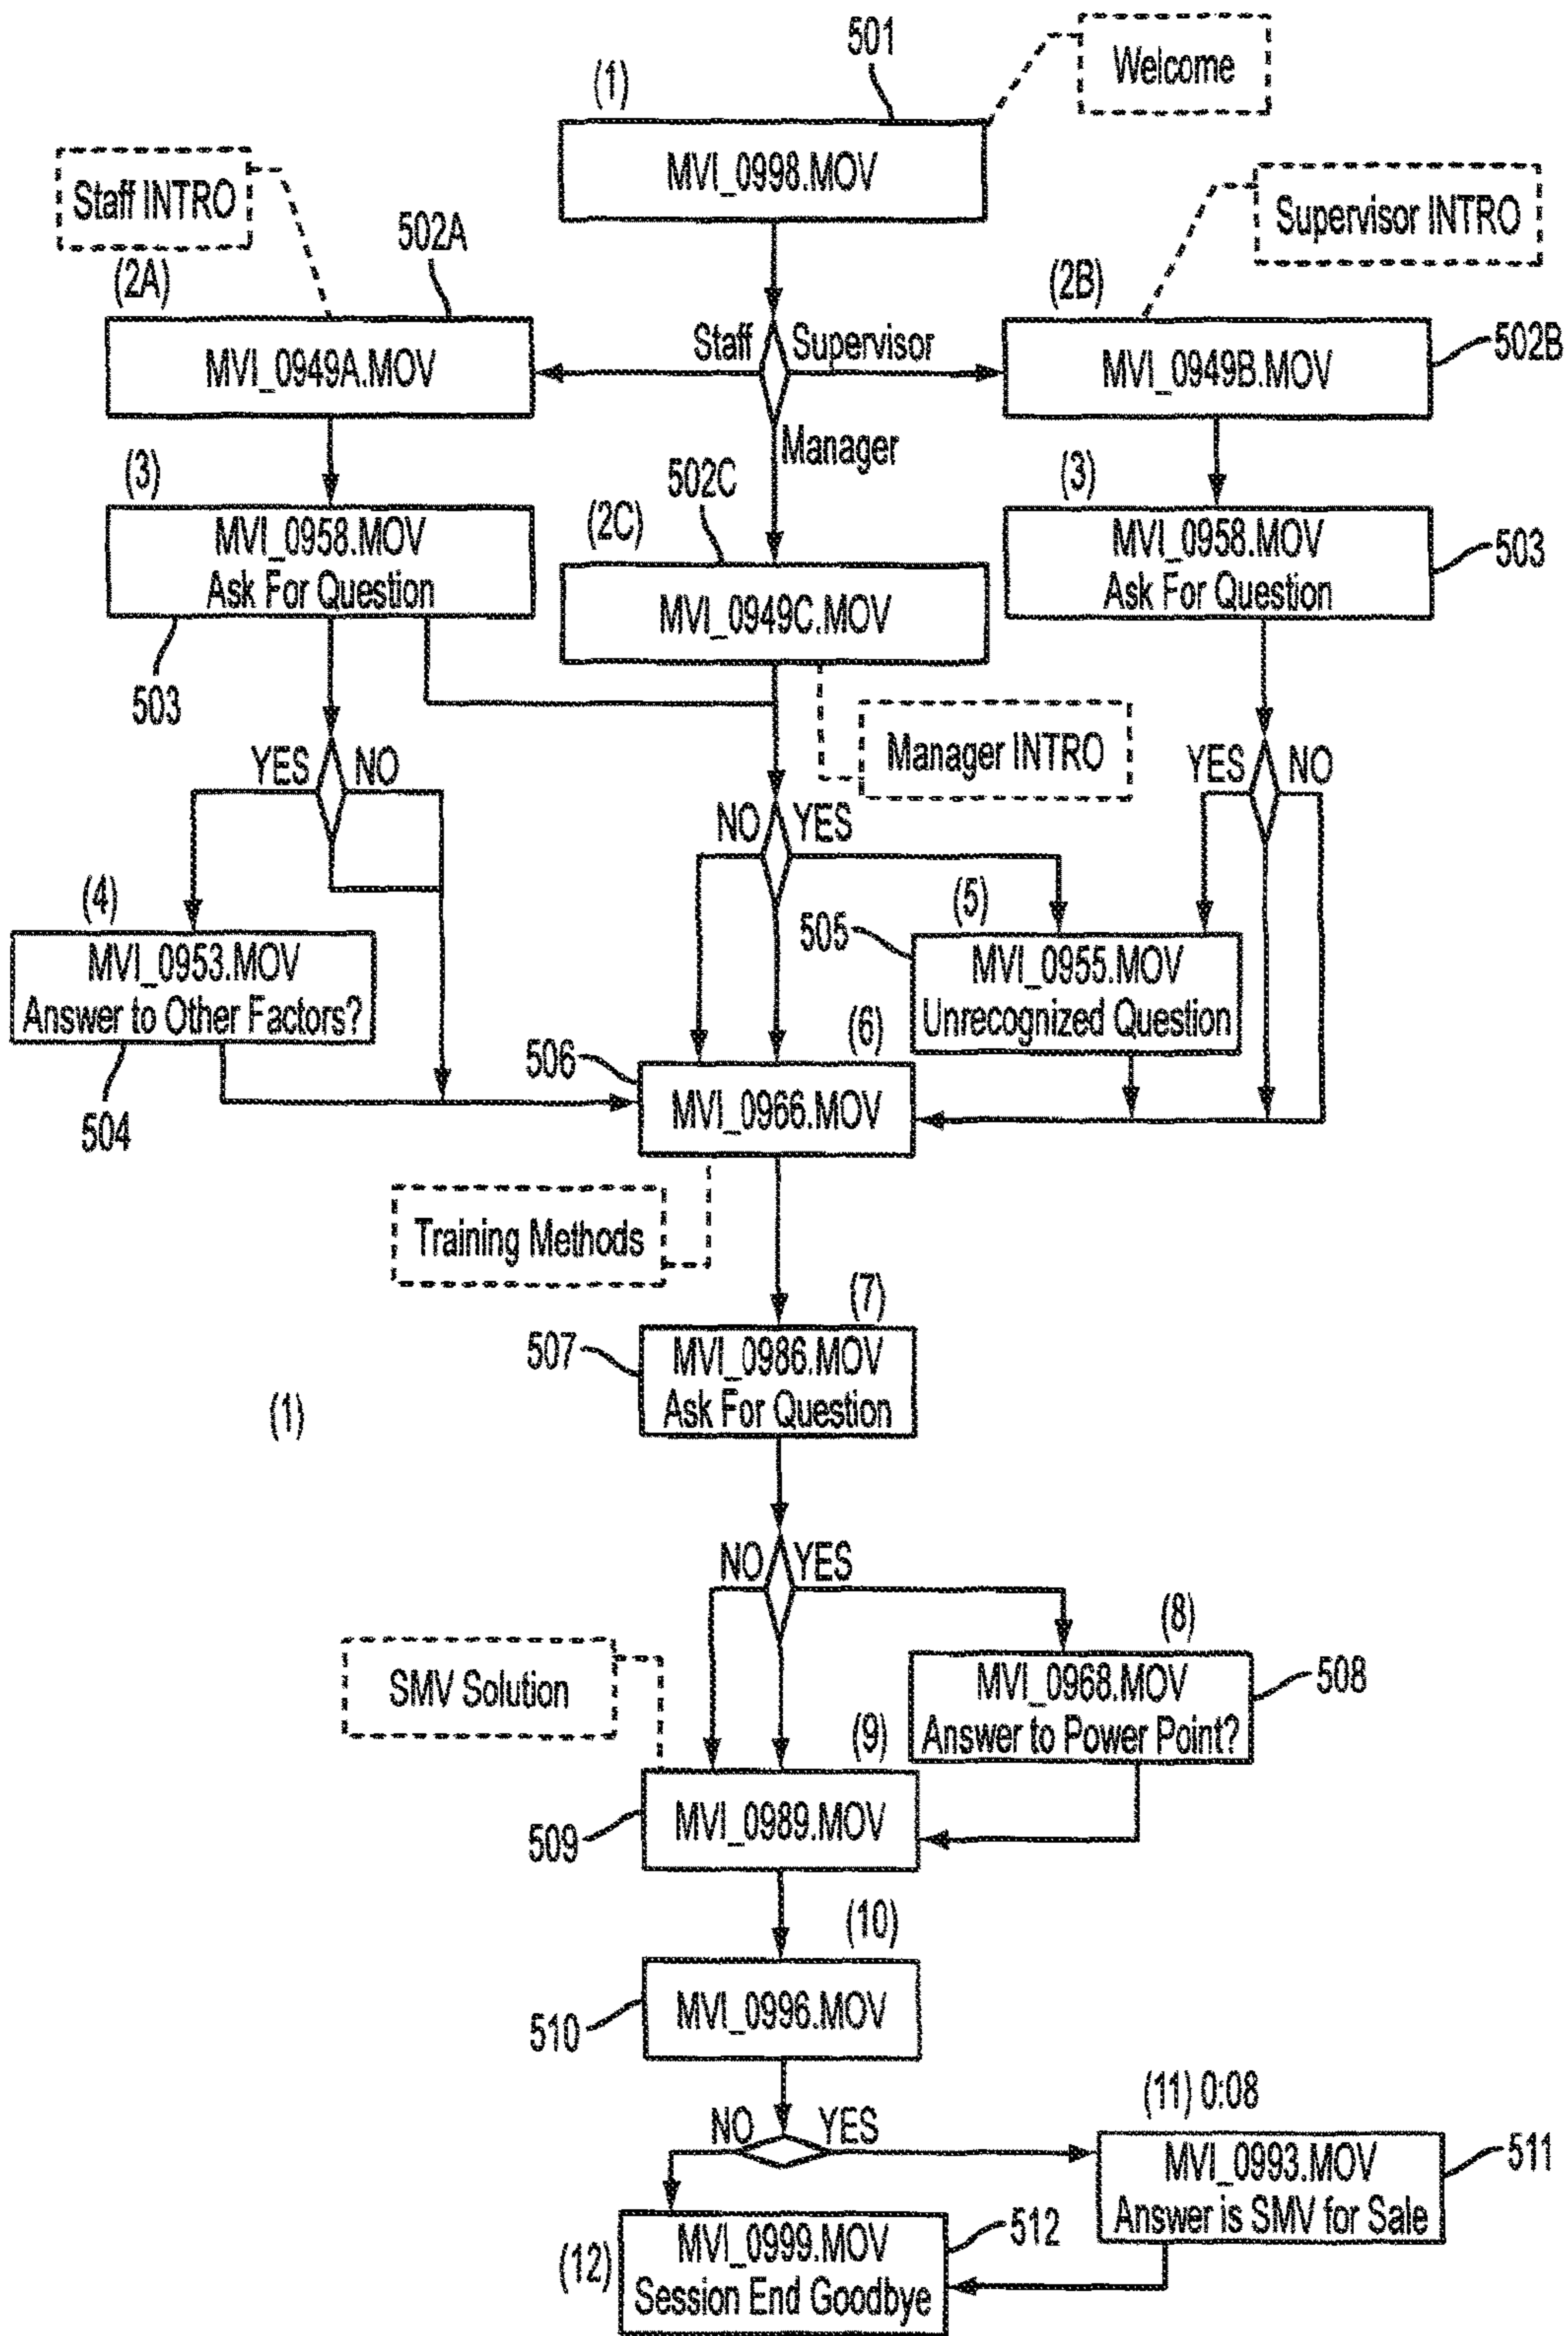 501
Welcome
(1)
MVI_0998.MOV
Staff INTRO
502A
Supervisor INTRO
(2A)
(2B)
MVI_0949A.MOV
Staff
Supervisor
MVI_0949B.MOV
502B
Manager
(3)
502C
(2C)
(3)
MVI_0958.MOV
Ask For Question
MVI_0949C.MOV
MVI_0958.MOV
Ask For Question
503
503
Manager INTRO
YES
NO
NO
YES
YES
NO
(4)
MVI_0953.MOV
Answer to Other Factors?
504
505
(5)
MVI_0955.MOV
Unrecognized Question
506
(6)
MVI_0966.MOV
Training Methods
(7)
507
MVI_0986.MOV
Ask For Question
(1)
NO
YES
SMV Solution
(8)
MVI_0968.MOV
Answer to Power Point?
508
(9)
509
MVI_0989.MOV
(10)
510
MVI_0996.MOV
NO
YES
(11) 0:08
MVI_0993.MOV
Answer is SMV for Sale
511
(12)
MVI_0999.MOV
Session End Goodbye
512